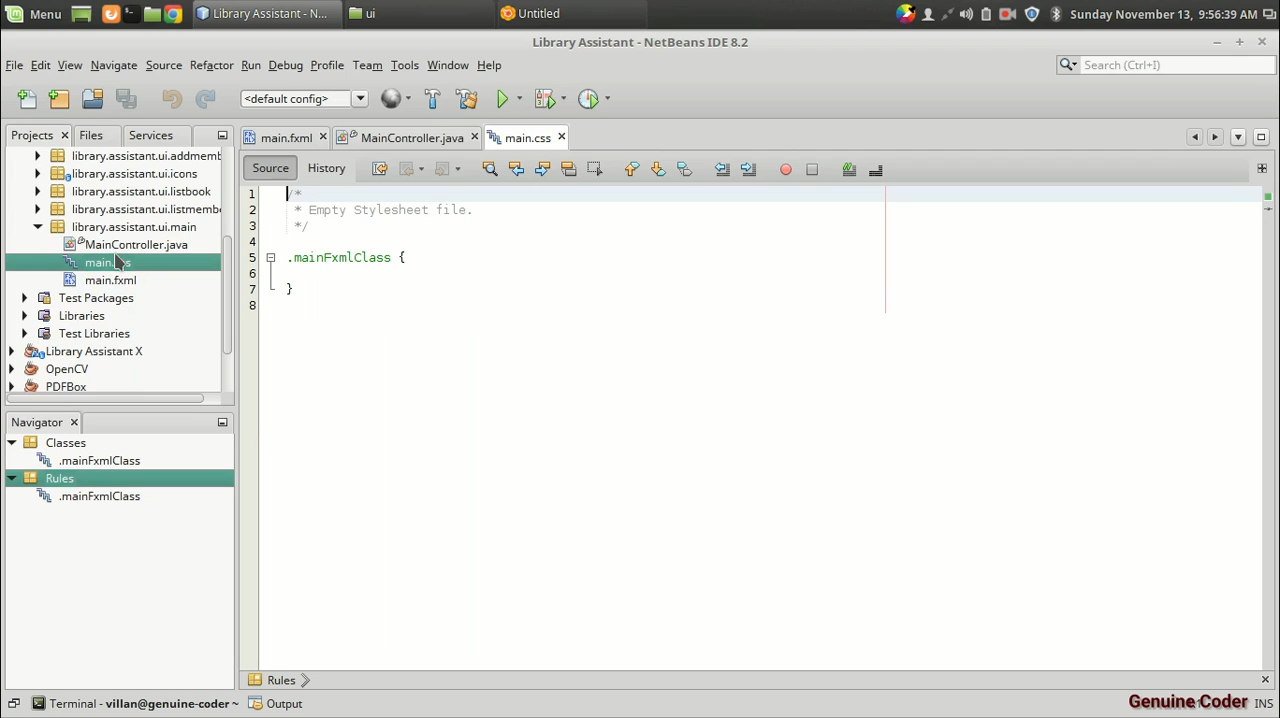 Menu
Library Assistant - N...
ui
Untitled
Sunday November 13, 9:56:39 AM
Library Assistant - NetBeans IDE 8.2
File Edit View Navigate Source Refactor Run Debug Profile Team Tools Window Help
Search (Ctrl+I)
<default config>
Projects
Files
Services
main.fxml
MainController.java
main.css
Source
History
library.assistant.ui.addmemb
library.assistant.ui.icons
library.assistant.ui.listbook
library.assistant.ui.listmembe
library.assistant.ui.main
MainController.java
main.fxml
Test Packages
Libraries
Test Libraries
Library Assistant X
OpenCV
PDFBox
1 /*
2 * Empty Stylesheet file.
3 */
4
5 .mainFxmlClass {
6
7 }
8
Navigator
Classes
.mainFxmlClass
Rules
.mainFxmlClass
Rules
Terminal - villan@genuine-coder ~
Output
Genuine Coder
INS